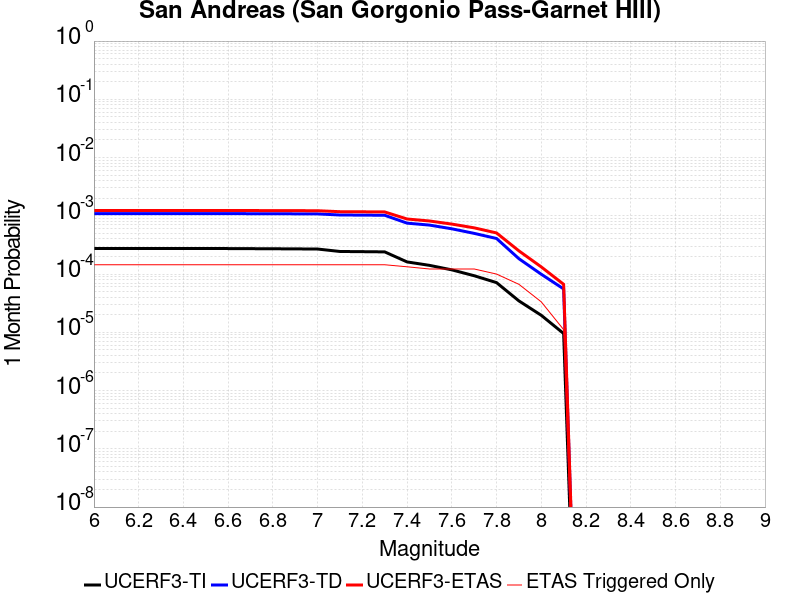 San Andreas (San Gorgonio Pass-Garnet HIll)
10^0
10^-1
10^-2
10^-3
10^-4
10^-5
10^-6
10^-7
10^-8
1 Month Probability
6 6.2 6.4 6.6 6.8 7 7.2 7.4 7.6 7.8 8 8.2 8.4 8.6 8.8 9
Magnitude
UCERF3-TI UCERF3-TD UCERF3-ETAS ETAS Triggered Only